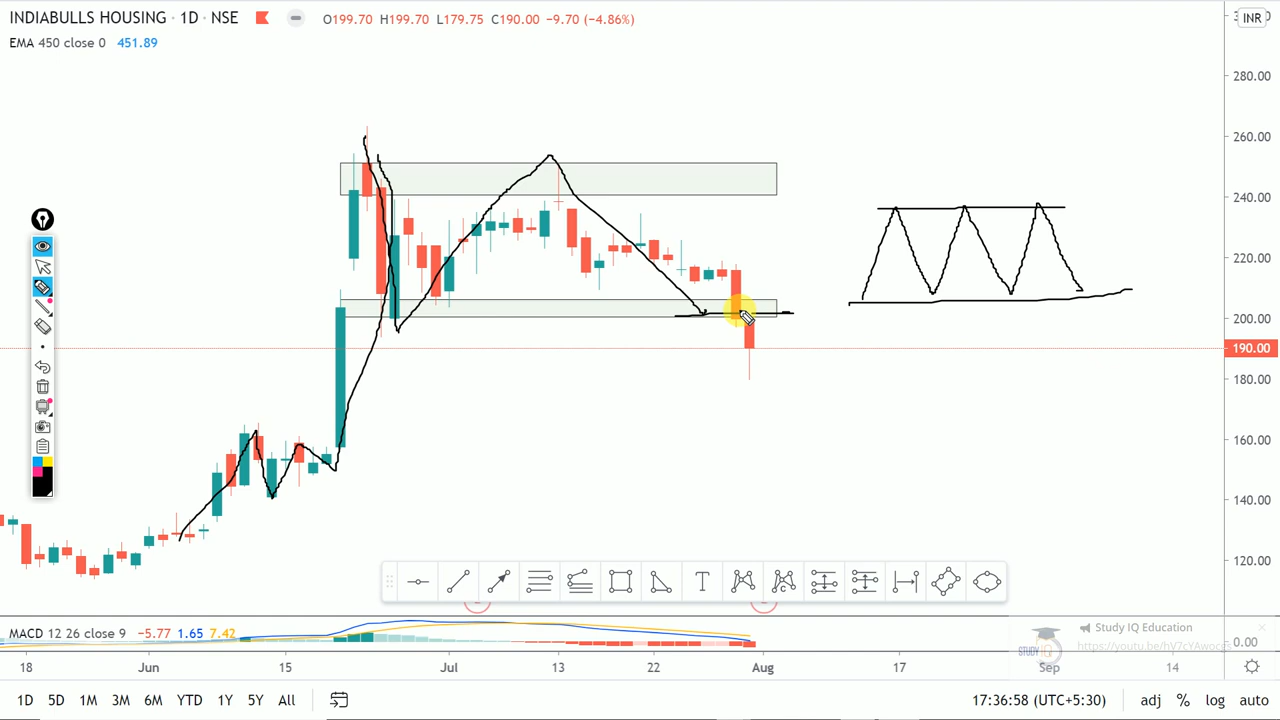 INDIABULLS HOUSING · 1D · NSE O199.70 H199.70 L179.75 C190.00 −9.70 (−4.86%)
INR
EMA 450 close 0 451.89
280.00
260.00
240.00
220.00
200.00
190.00
180.00
160.00
140.00
120.00
T
C
MACD 12 26 close 9 −5.77 1.65 7.42
0.00
Study IQ Education
STUDY IQ
18 Jun 15 Jul 13 22 Aug 17 Sep 14
1D 5D 1M 3M 6M YTD 1Y 5Y All 17:36:58 (UTC+5:30) adj % log auto